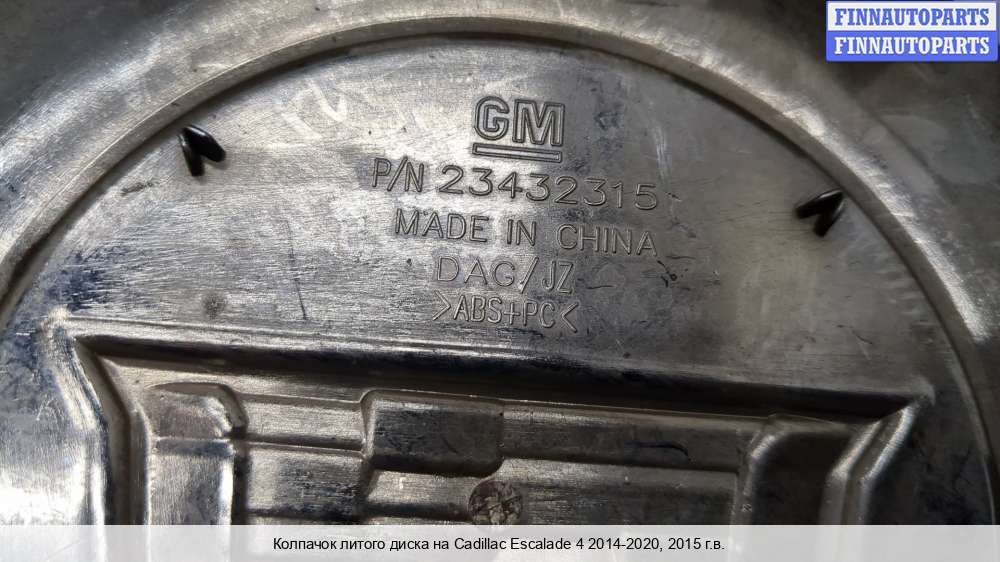 FINNAUTOPARTS
FINNAUTOPARTS
GM
P/N 23432315
MADE IN CHINA
DAG/JZ
>ABS+PC<
Колпачок литого диска на Cadillac Escalade 4 2014-2020, 2015 г.в.